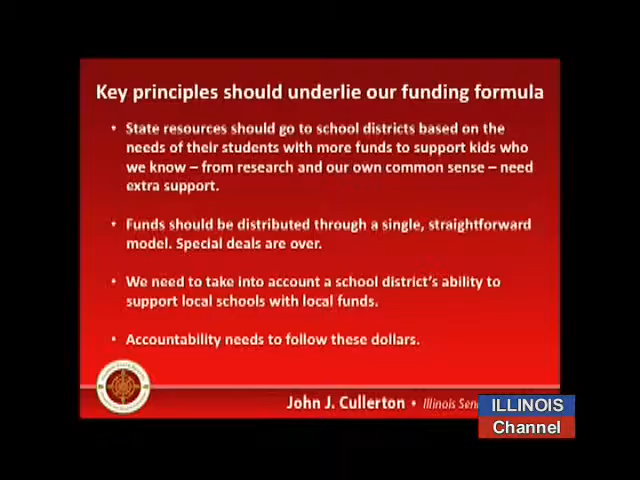 Key principles should underlie our funding formula
• State resources should go to school districts based on the
needs of their students with more funds to support kids who
we know – from research and our own common sense – need
extra support.
• Funds should be distributed through a single, straightforward
model. Special deals are over.
• We need to take into account a school district's ability to
support local schools with local funds.
• Accountability needs to follow these dollars.
John J. Cullerton • Illinois
ILLINOIS
Channel